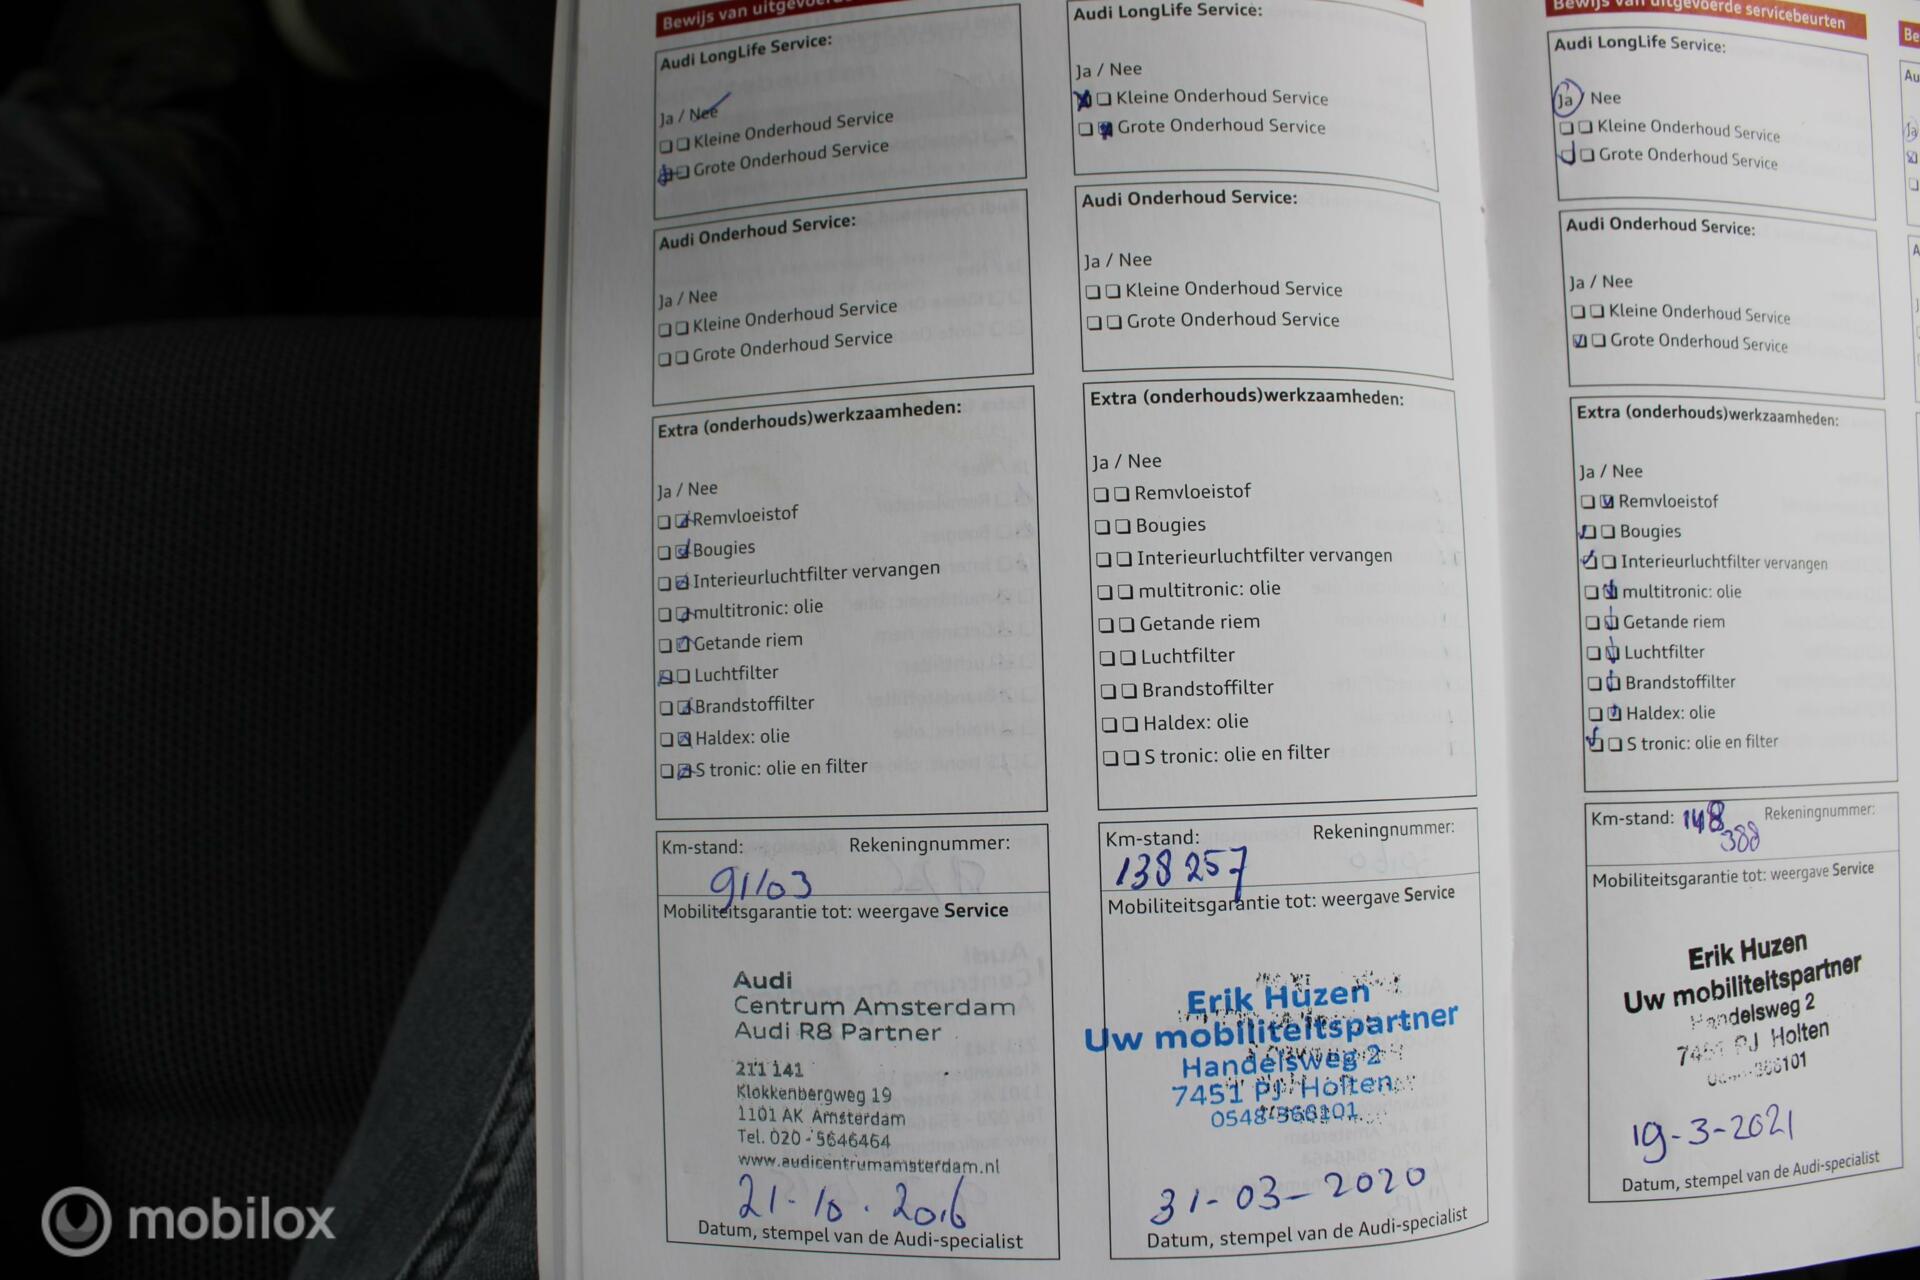 Bewijs van uitgevoerde
Audi LongLife Service:
Ja / Nee
Kleine Onderhoud Service
Grote Onderhoud Service
Audi Onderhoud Service:
Ja / Nee
Kleine Onderhoud Service
Grote Onderhoud Service
Extra (onderhouds)werkzaamheden:
Ja / Nee
Remvloeistof
Bougies
Interieurluchtfilter vervangen
multitronic: olie
Getande riem
Luchtfilter
Brandstoffilter
Haldex: olie
S tronic: olie en filter
Km-stand: Rekeningnummer:
91103
Mobiliteitsgarantie tot: weergave Service
Audi
Centrum Amsterdam
Audi R8 Partner
211 141
Klokkenbergweg 19
1101 AK Amsterdam
Tel. 020 - 5646464
www.audicentrumamsterdam.nl
21-10.2016
Datum, stempel van de Audi-specialist
Audi LongLife Service:
Ja / Nee
Kleine Onderhoud Service
Grote Onderhoud Service
Audi Onderhoud Service:
Ja / Nee
Kleine Onderhoud Service
Grote Onderhoud Service
Extra (onderhouds)werkzaamheden:
Ja / Nee
Remvloeistof
Bougies
Interieurluchtfilter vervangen
multitronic: olie
Getande riem
Luchtfilter
Brandstoffilter
Haldex: olie
S tronic: olie en filter
Km-stand: Rekeningnummer:
138257
Mobiliteitsgarantie tot: weergave Service
Erik Huzen
Uw mobiliteitspartner
Handelsweg 2
7451 PJ Holten
0548-366101
31-03-2020
Datum, stempel van de Audi-specialist
Bewijs van uitgevoerde servicebeurten
Audi LongLife Service:
Ja / Nee
Kleine Onderhoud Service
Grote Onderhoud Service
Audi Onderhoud Service:
Ja / Nee
Kleine Onderhoud Service
Grote Onderhoud Service
Extra (onderhouds)werkzaamheden:
Ja / Nee
Remvloeistof
Bougies
Interieurluchtfilter vervangen
multitronic: olie
Getande riem
Luchtfilter
Brandstoffilter
Haldex: olie
S tronic: olie en filter
Km-stand: 148 Rekeningnummer:
388
Mobiliteitsgarantie tot: weergave Service
Erik Huzen
Uw mobiliteitspartner
Handelsweg 2
PJ Holten
19-3-2021
Datum, stempel van de Audi-specialist
Be
Au
Ja
A
mobilox